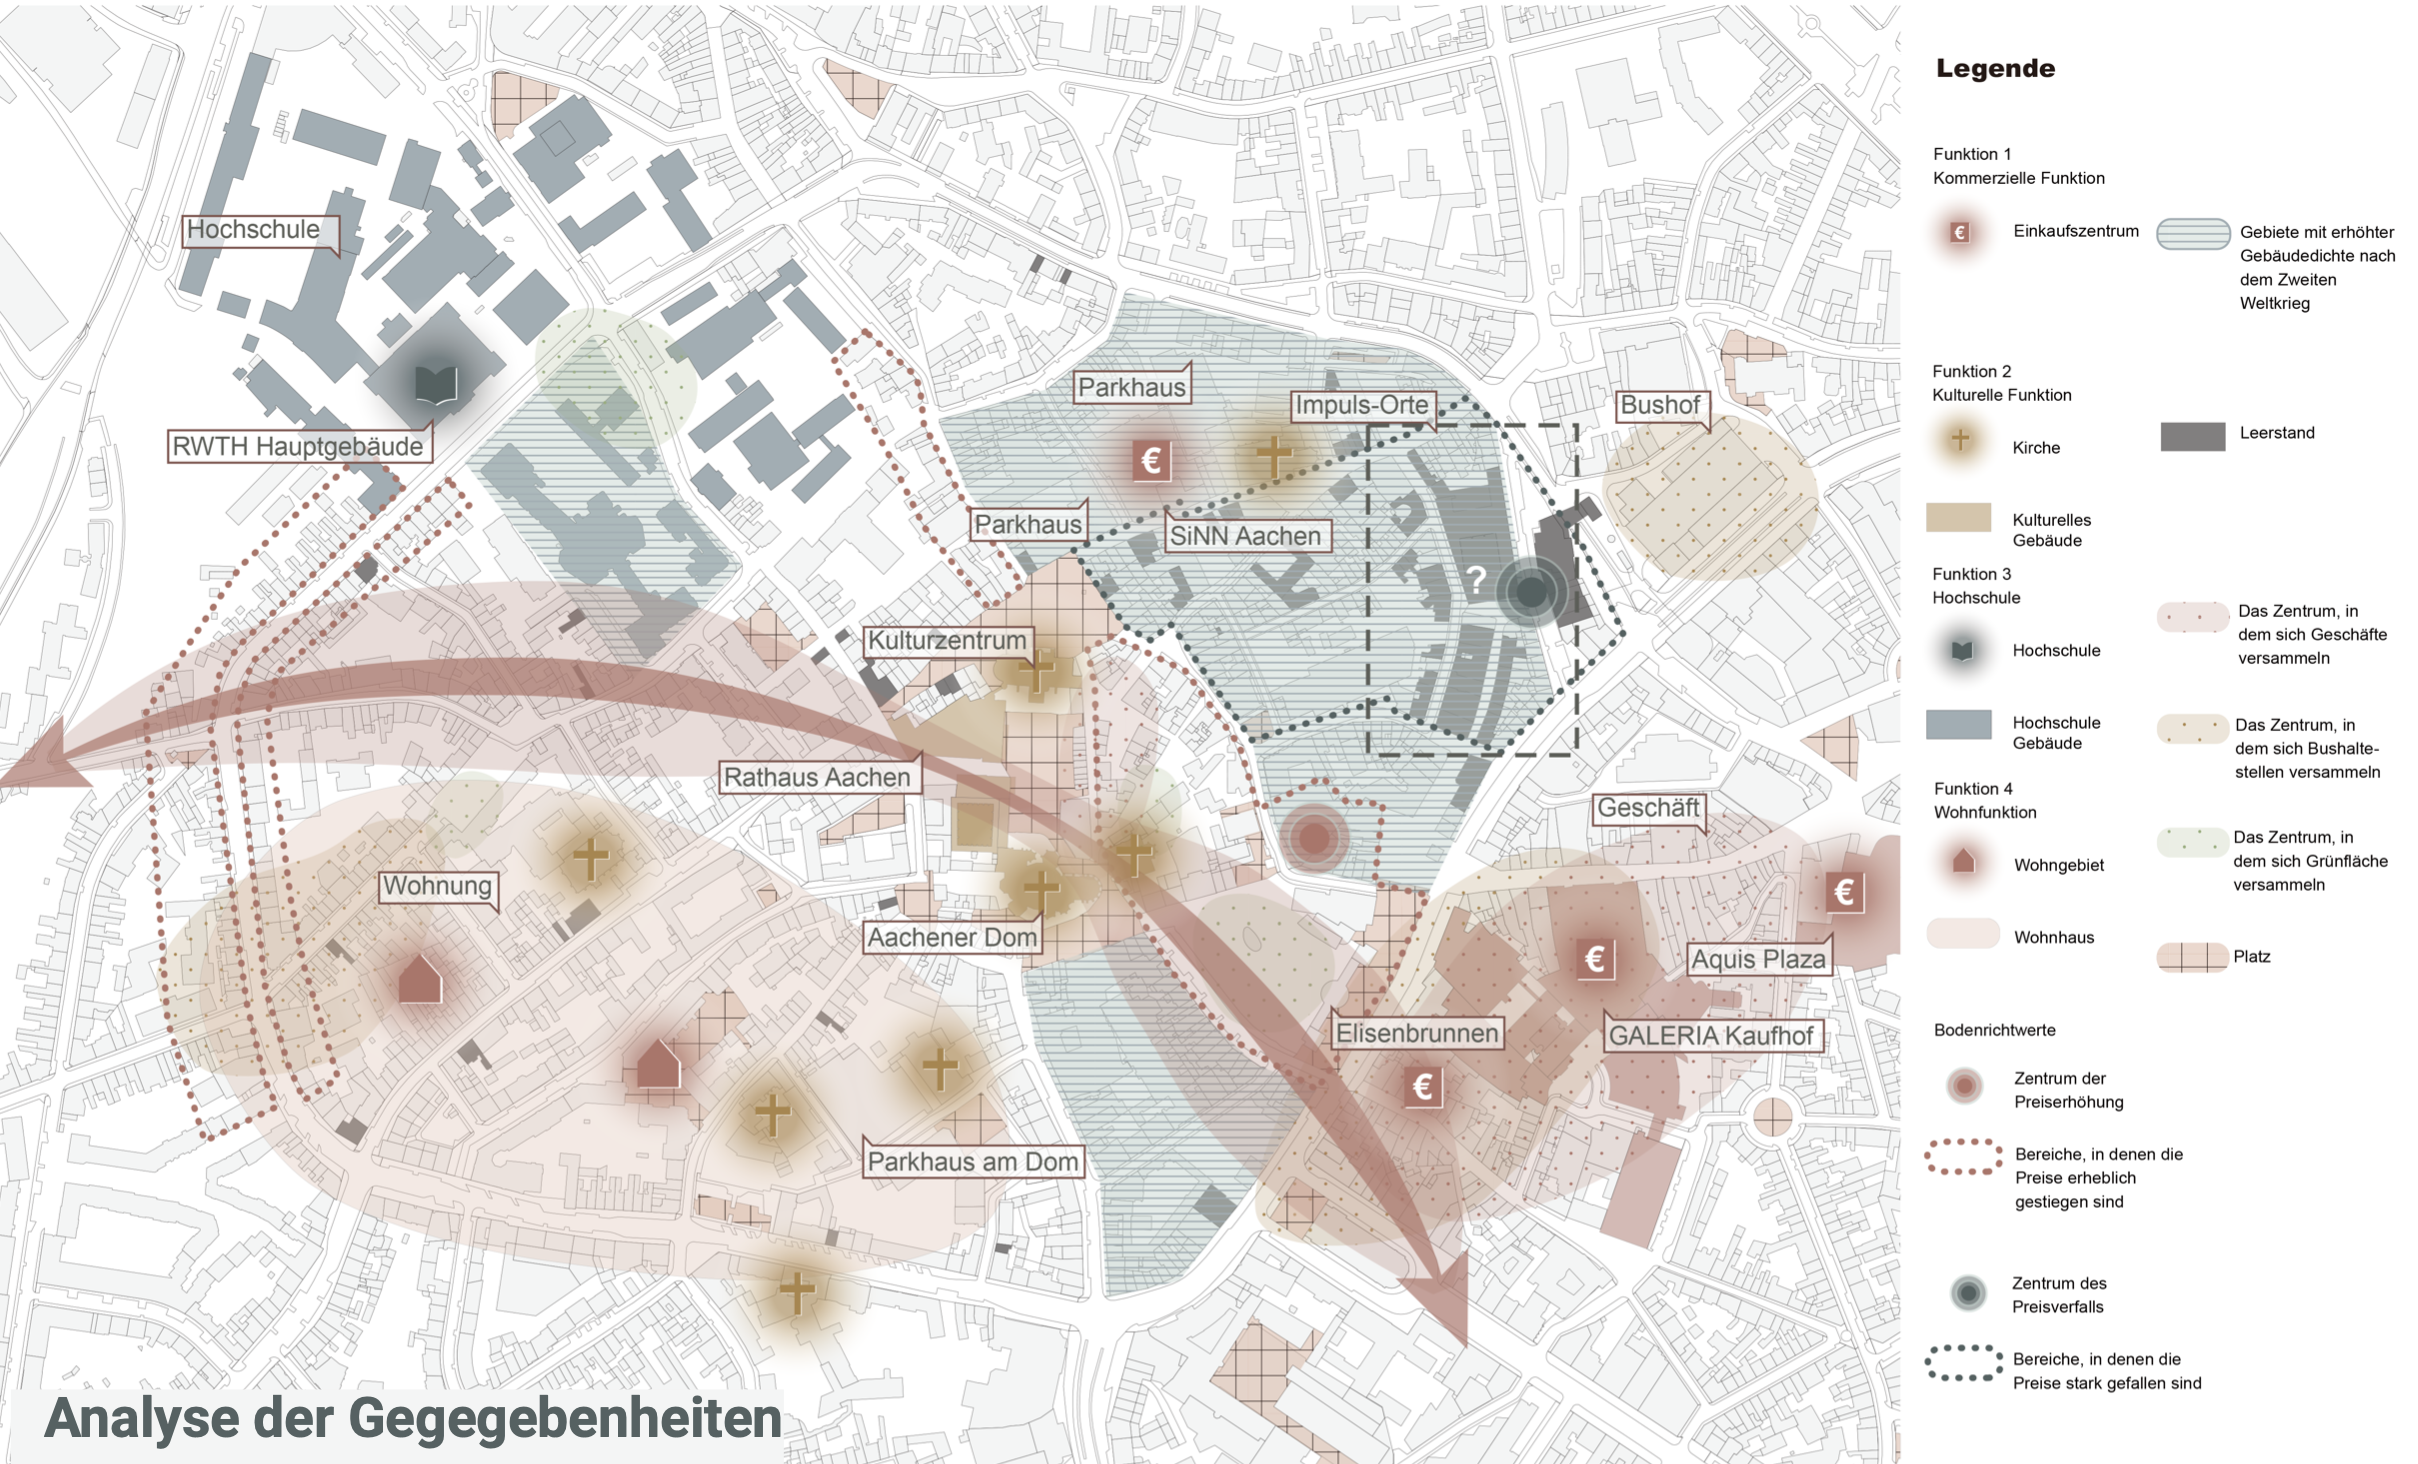 Hochschule
RWTH Hauptgebäude
Parkhaus
Impuls-Orte
Bushof
€
Parkhaus
SiNN Aachen
?
Kulturzentrum
Rathaus Aachen
Wohnung
Geschäft
€
Aachener Dom
€
Aquis Plaza
Elisenbrunnen
GALERIA Kaufhof
€
Parkhaus am Dom
Analyse der Gegegebenheiten
Legende
Funktion 1
Kommerzielle Funktion
€
Einkaufszentrum
Gebiete mit erhöhter
Gebäudedichte nach
dem Zweiten
Weltkrieg
Funktion 2
Kulturelle Funktion
Kirche
Leerstand
Kulturelles
Gebäude
Funktion 3
Hochschule
Hochschule
Das Zentrum, in
dem sich Geschäfte
versammeln
Hochschule
Gebäude
Das Zentrum, in
dem sich Bushalte-
stellen versammeln
Funktion 4
Wohnfunktion
Wohngebiet
Das Zentrum, in
dem sich Grünfläche
versammeln
Wohnhaus
Platz
Bodenrichtwerte
Zentrum der
Preiserhöhung
Bereiche, in denen die
Preise erheblich
gestiegen sind
Zentrum des
Preisverfalls
Bereiche, in denen die
Preise stark gefallen sind